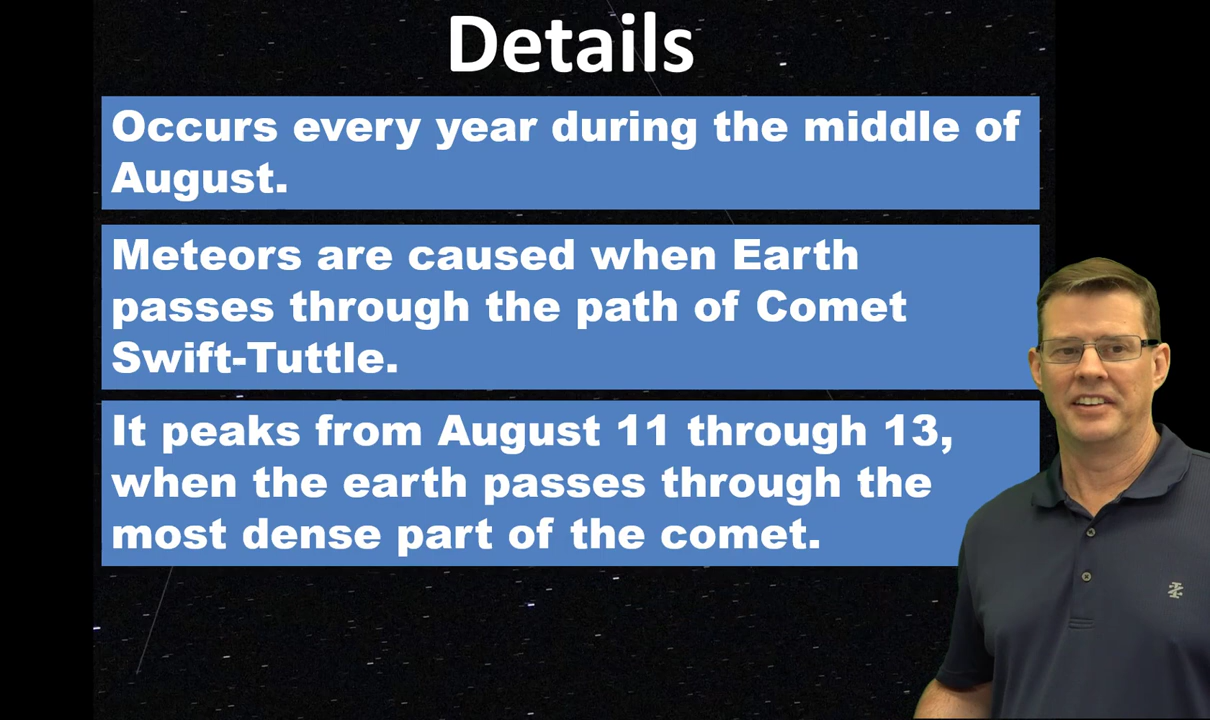 Details
Occurs every year during the middle of
August.
Meteors are caused when Earth
passes through the path of Comet
Swift-Tuttle.
It peaks from August 11 through 13,
when the earth passes through the
most dense part of the comet.